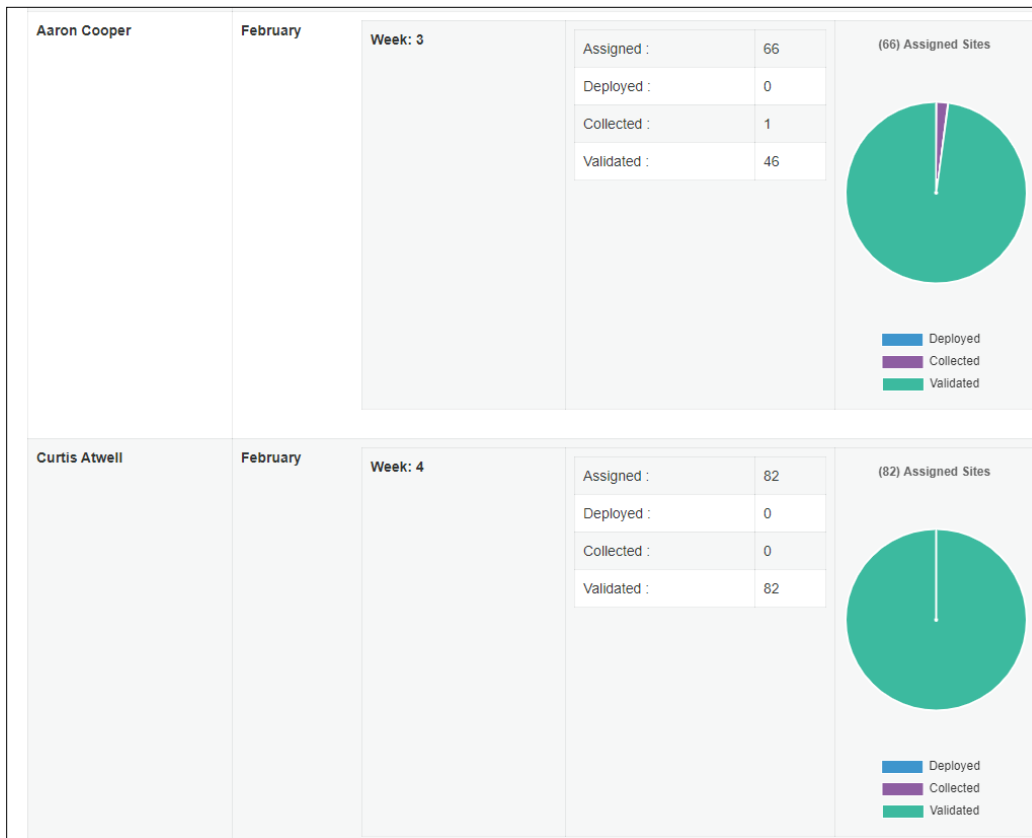 Aaron Cooper
February
Week: 3
Assigned : 66
Deployed : 0
Collected : 1
Validated : 46
(66) Assigned Sites
Deployed
Collected
Validated
Curtis Atwell
February
Week: 4
Assigned : 82
Deployed : 0
Collected : 0
Validated : 82
(82) Assigned Sites
Deployed
Collected
Validated